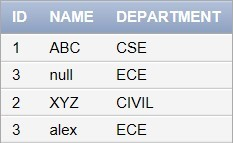 ID NAME DEPARTMENT
1 ABC CSE
3 null ECE
2 XYZ CIVIL
3 alex ECE